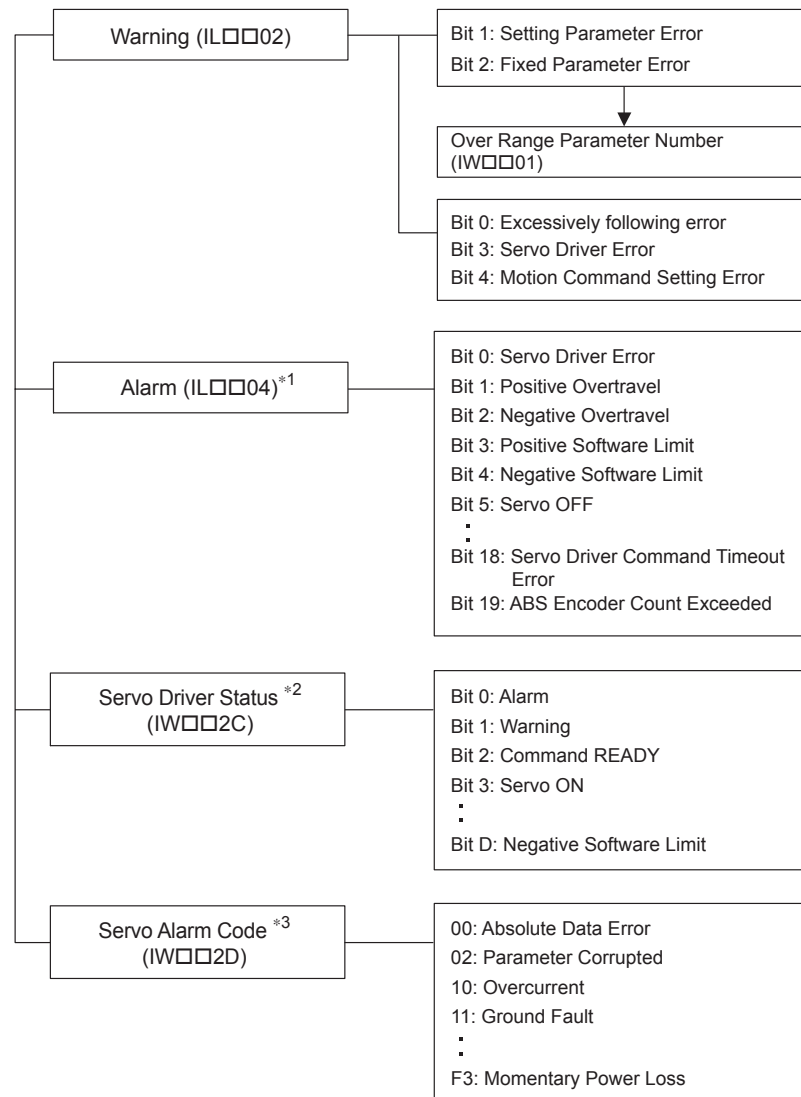 Warning (IL□□02)
Bit 1: Setting Parameter Error
Bit 2: Fixed Parameter Error
Over Range Parameter Number
(IW□□01)
Bit 0: Excessively following error
Bit 3: Servo Driver Error
Bit 4: Motion Command Setting Error
Alarm (IL□□04)*1
Bit 0: Servo Driver Error
Bit 1: Positive Overtravel
Bit 2: Negative Overtravel
Bit 3: Positive Software Limit
Bit 4: Negative Software Limit
Bit 5: Servo OFF
:
Bit 18: Servo Driver Command Timeout
Error
Bit 19: ABS Encoder Count Exceeded
Servo Driver Status *2
(IW□□2C)
Bit 0: Alarm
Bit 1: Warning
Bit 2: Command READY
Bit 3: Servo ON
:
Bit D: Negative Software Limit
Servo Alarm Code *3
(IW□□2D)
00: Absolute Data Error
02: Parameter Corrupted
10: Overcurrent
11: Ground Fault
:
F3: Momentary Power Loss